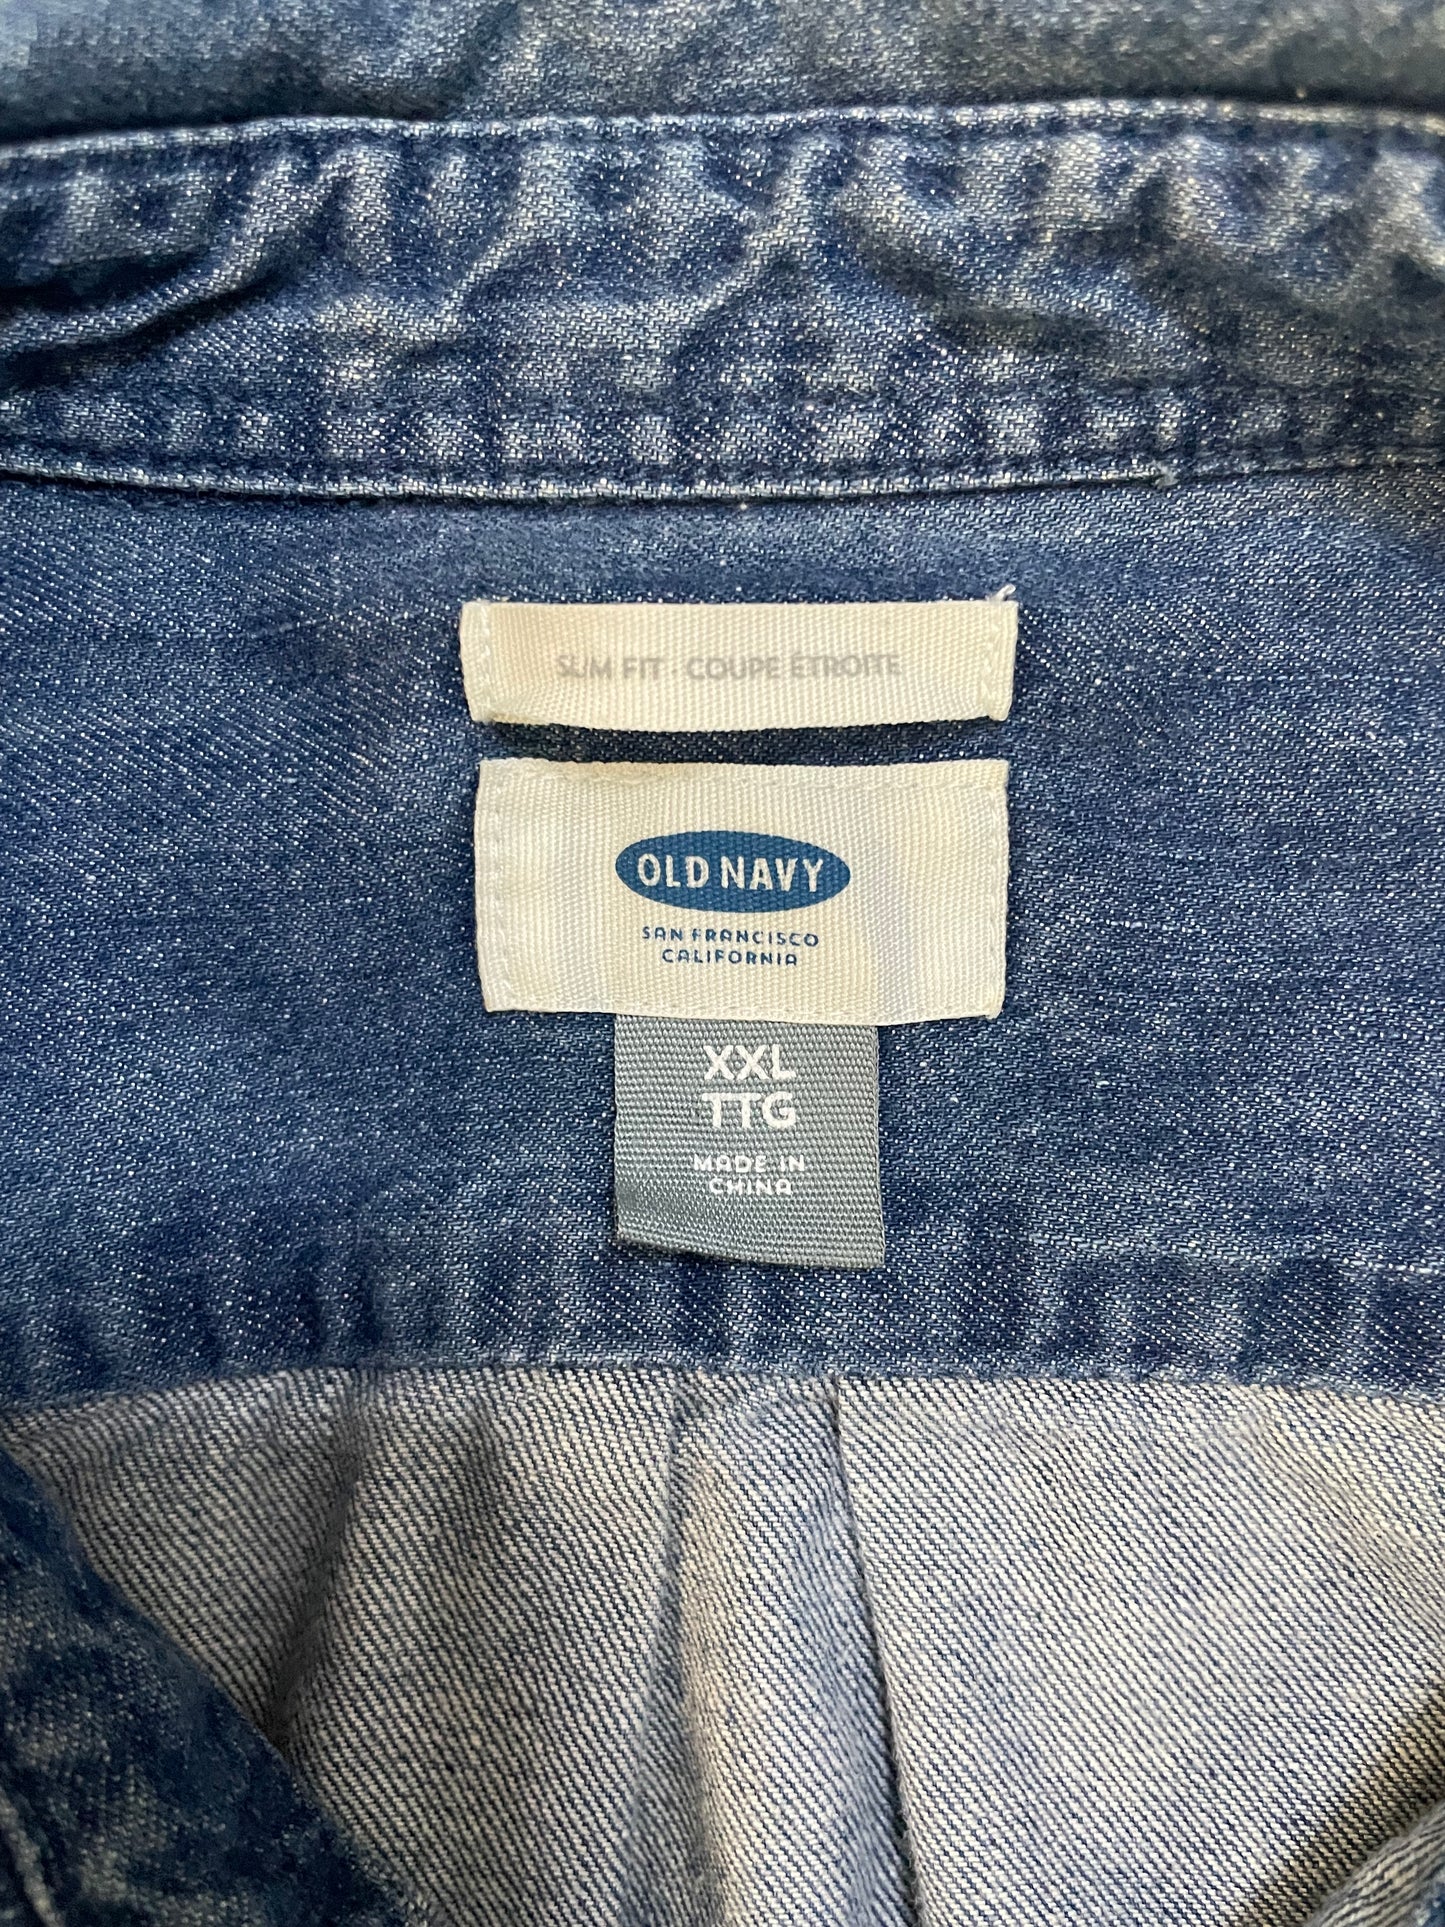 SLIM FIT · COUPE ÉTROITE
OLD NAVY
SAN FRANCISCO
CALIFORNIA
XXL
TTG
MADE IN
CHINA